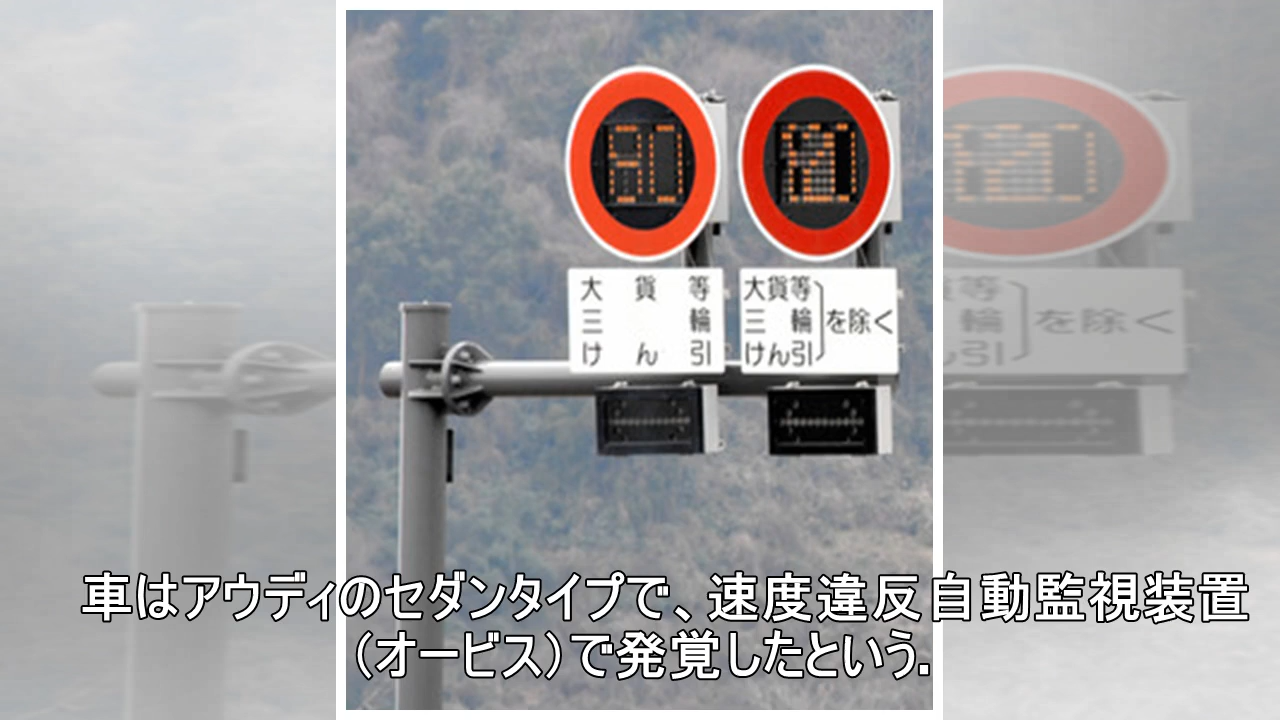 80
大貨等
三輪
けん引
大貨等
三輪
けん引
を除く
車はアウディのセダンタイプで、速度違反自動監視装置
（オービス）で発覚したという.